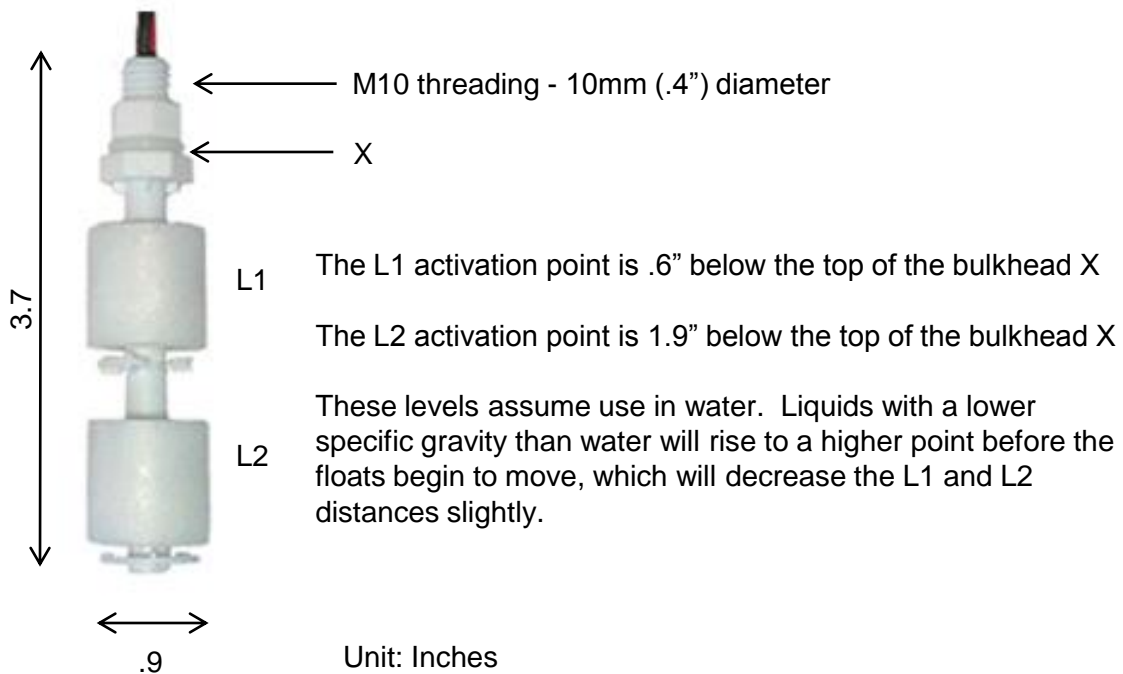 M10 threading - 10mm (.4”) diameter
X
3.7
L1
The L1 activation point is .6” below the top of the bulkhead X
The L2 activation point is 1.9” below the top of the bulkhead X
L2
These levels assume use in water.  Liquids with a lower
specific gravity than water will rise to a higher point before the
floats begin to move, which will decrease the L1 and L2
distances slightly.
.9
Unit: Inches